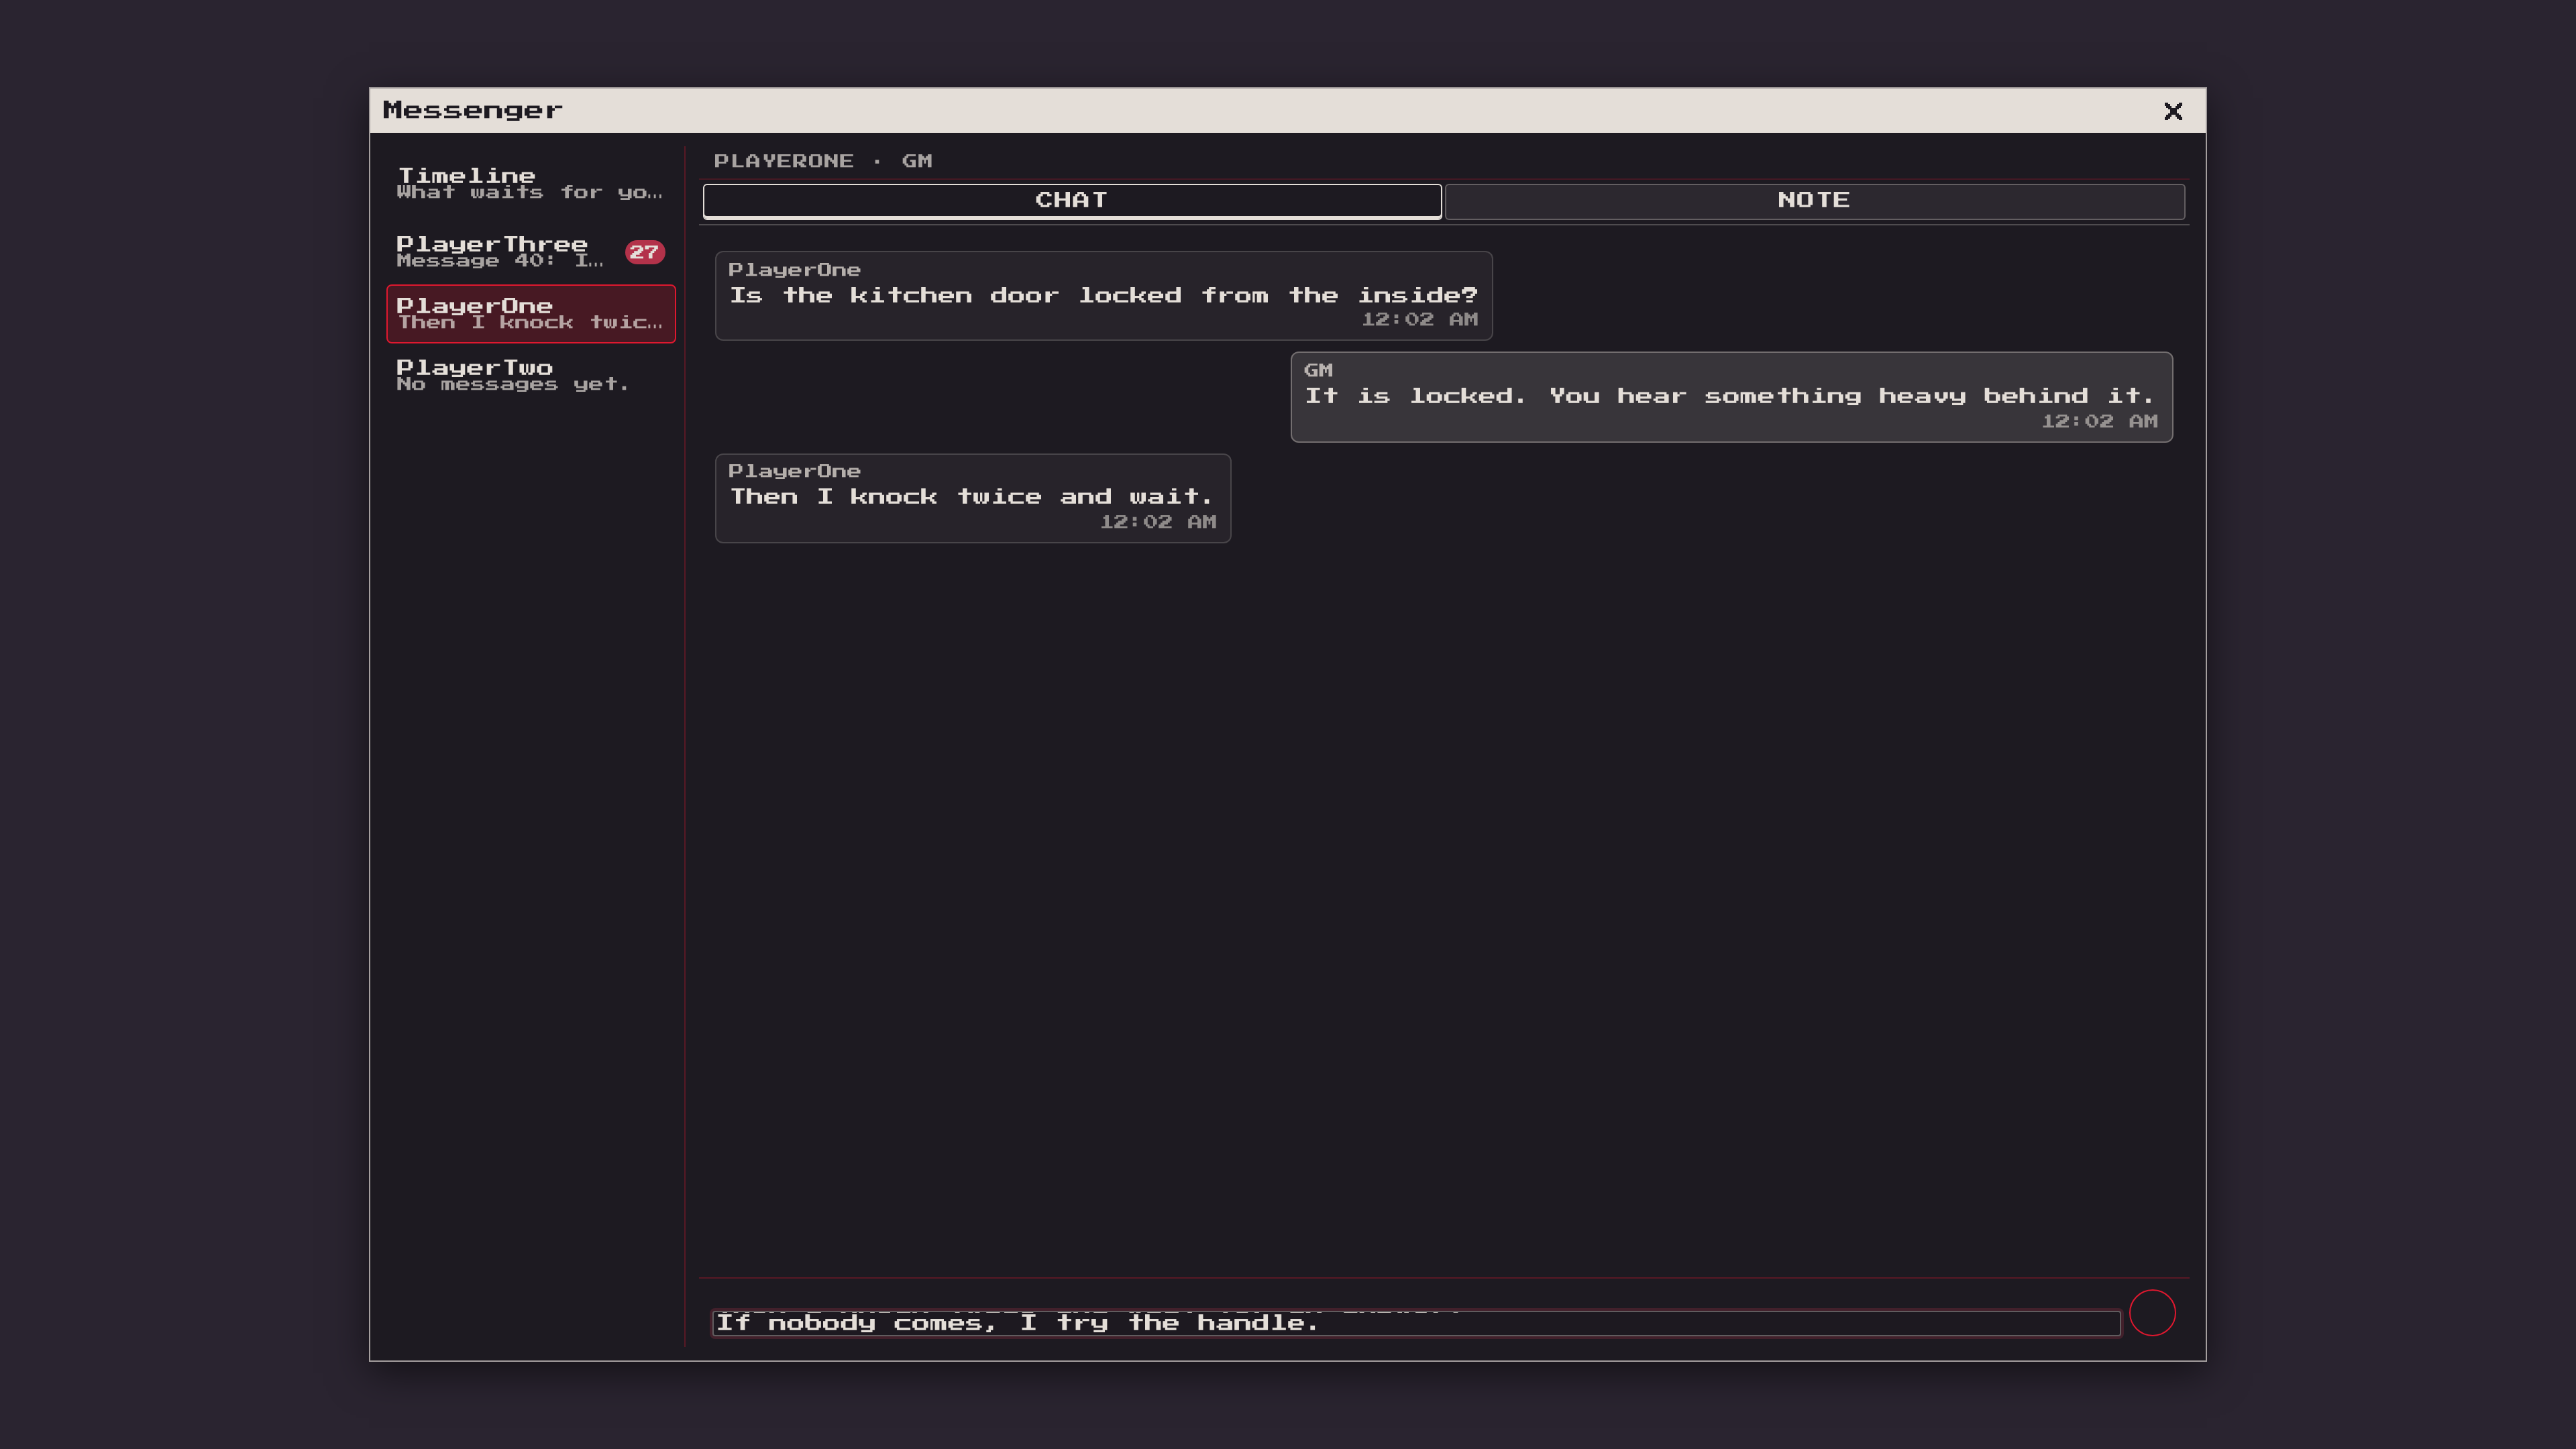 Messenger
Timeline
What waits for yo…
PlayerThree
Message 40: I…
27
PlayerOne
Then I knock twic…
PlayerTwo
No messages yet.
PLAYERONE · GM
CHAT
NOTE
PlayerOne
Is the kitchen door locked from the inside?
12:02 AM
GM
It is locked. You hear something heavy behind it.
12:02 AM
PlayerOne
Then I knock twice and wait.
12:02 AM
If nobody comes, I try the handle.